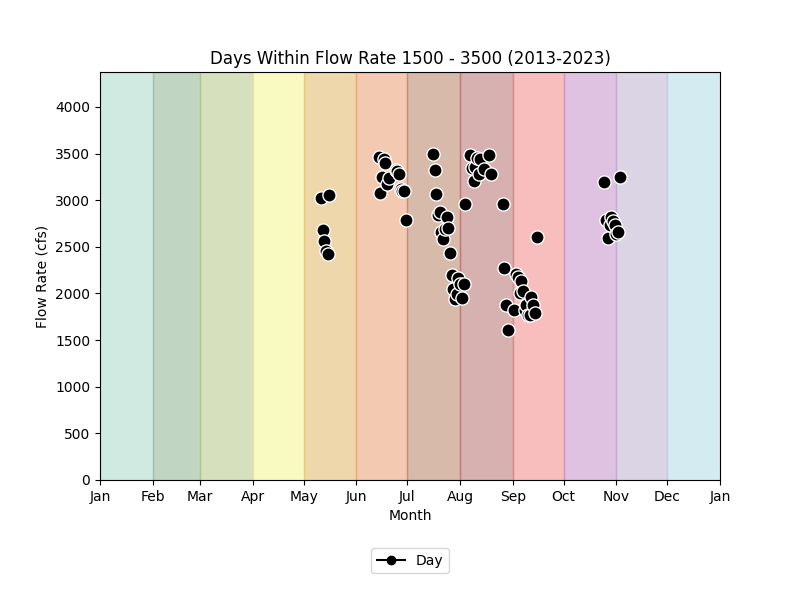 Days Within Flow Rate 1500 - 3500 (2013-2023)
Flow Rate (cfs)
4000
3500
3000
2500
2000
1500
1000
500
0
Jan Feb Mar Apr May Jun Jul Aug Sep Oct Nov Dec Jan
Month
Day